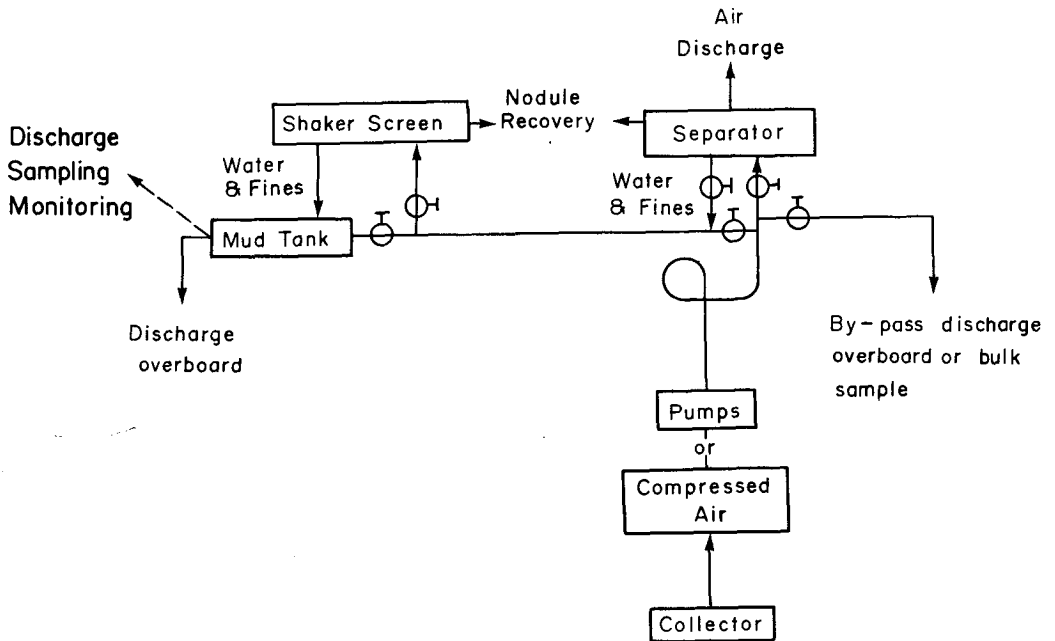 Air
Discharge
Nodule
Recovery
Shaker Screen
Separator
Discharge
Sampling
Monitoring
Water
& Fines
Water
& Fines
Mud Tank
Discharge
overboard
By-pass discharge
overboard or bulk
sample
Pumps
or
Compressed
Air
Collector